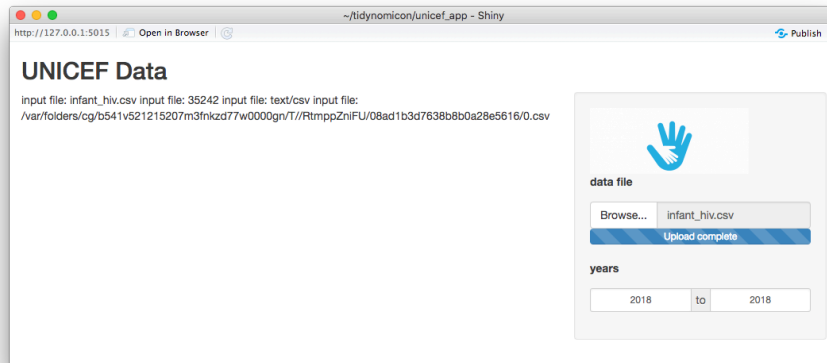 ~/tidynomicon/unicef_app - Shiny
http://127.0.0.1:5015 Open in Browser Publish
UNICEF Data
input file: infant_hiv.csv input file: 35242 input file: text/csv input file:
/var/folders/cg/b541v521215207m3fnkzd77w0000gn/T//RtmppZniFU/08ad1b3d7638b8b0a28e5616/0.csv
data file
Browse... infant_hiv.csv
Upload complete
years
2018 to 2018